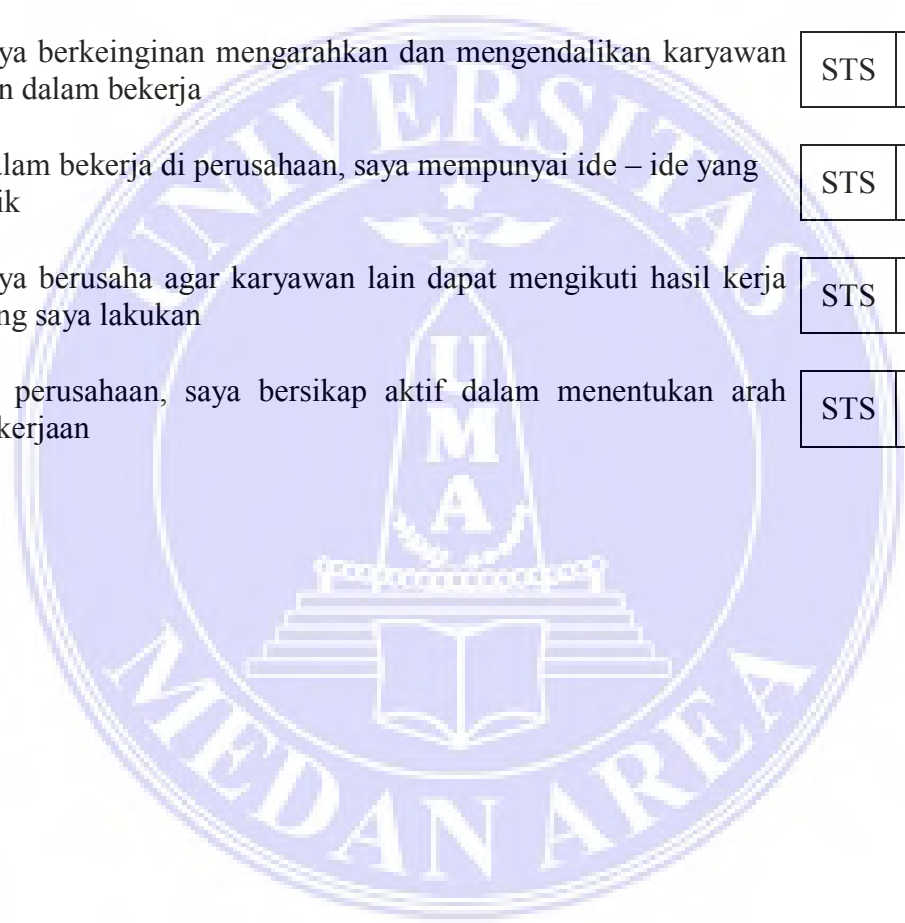 ya berkeinginan mengarahkan dan mengendalikan karyawan
n dalam bekerja
STS
alam bekerja di perusahaan, saya mempunyai ide – ide yang
ik
STS
ya berusaha agar karyawan lain dapat mengikuti hasil kerja
ng saya lakukan
STS
perusahaan, saya bersikap aktif dalam menentukan arah
kerjaan
STS
UNIVERSITAS
UMA
MEDAN AREA